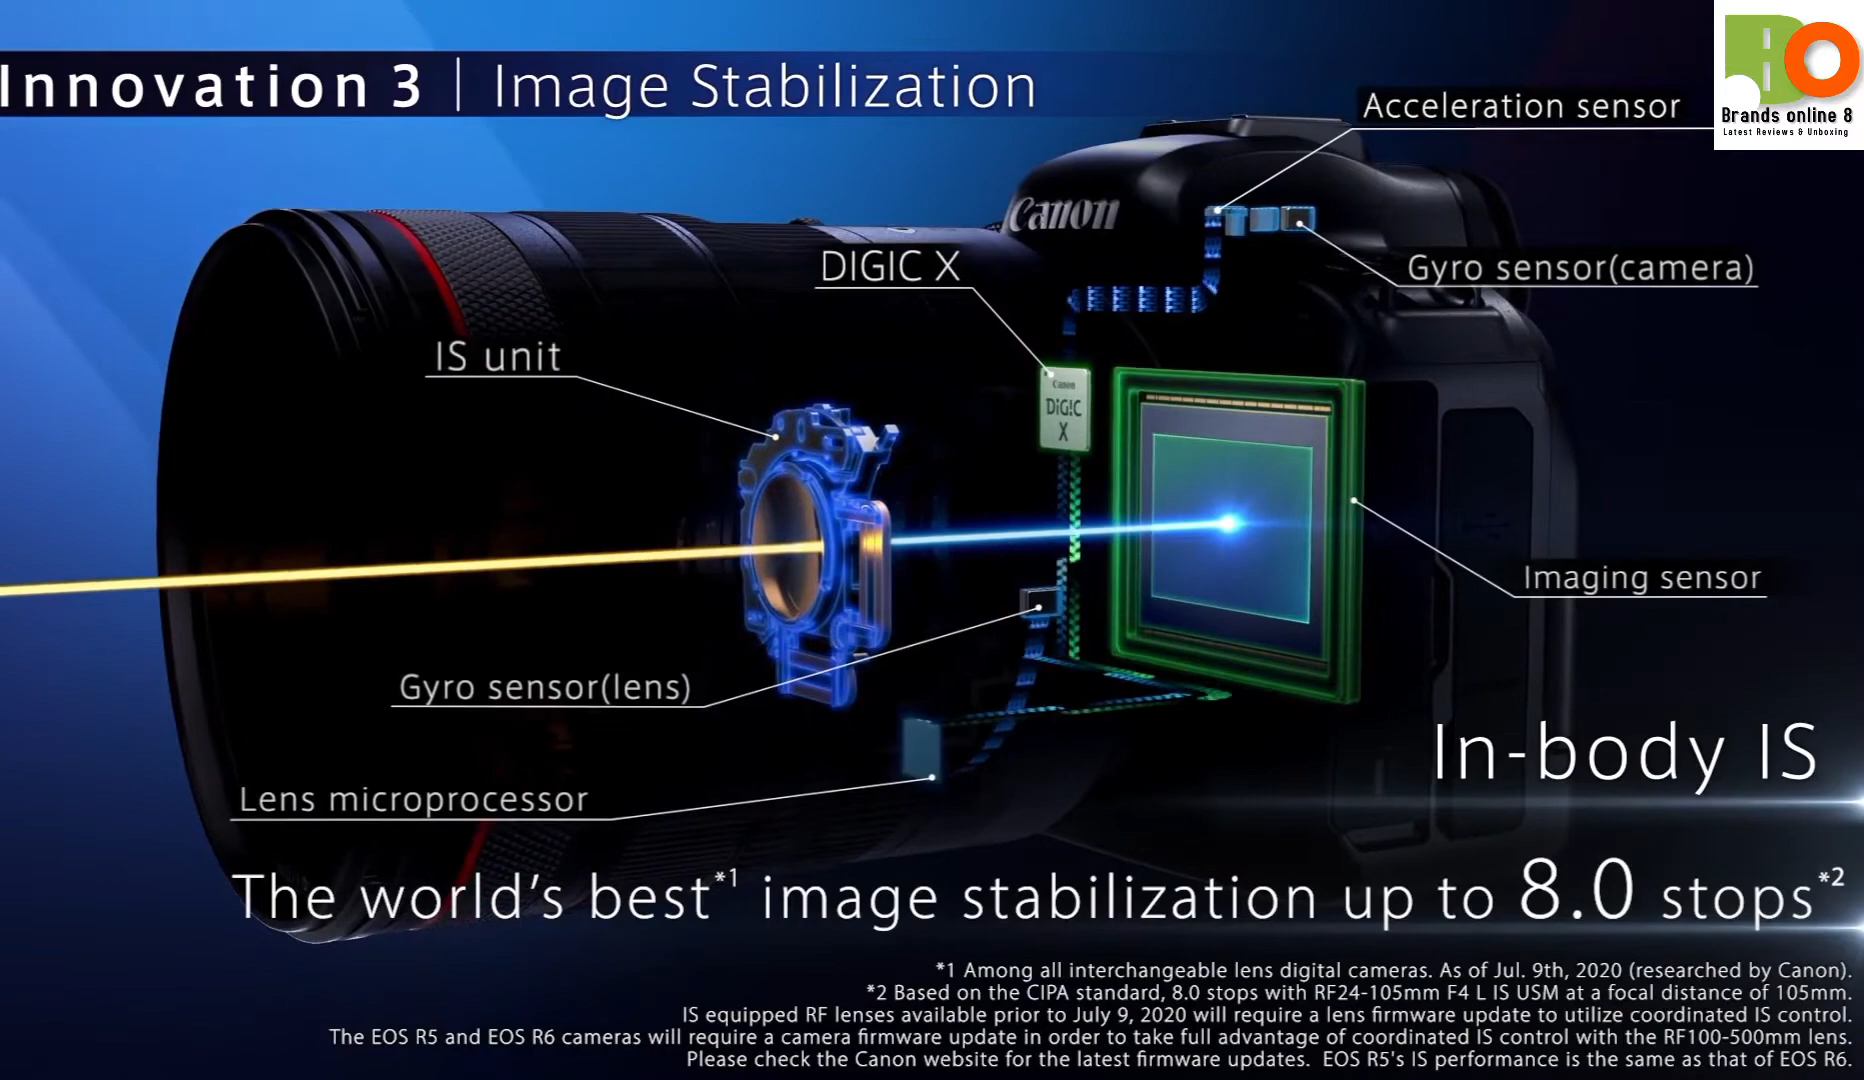 Innovation 3 | Image Stabilization
BO
Brands online 8
Latest Reviews & Unboxing
Acceleration sensor
Canon
DIGIC X
Gyro sensor(camera)
IS unit
Canon
DIGIC
X
Imaging sensor
Gyro sensor(lens)
In-body IS
Lens microprocessor
The world's best*1 image stabilization up to 8.0 stops*2
*1 Among all interchangeable lens digital cameras. As of Jul. 9th, 2020 (researched by Canon).
*2 Based on the CIPA standard, 8.0 stops with RF24-105mm F4 L IS USM at a focal distance of 105mm.
IS equipped RF lenses available prior to July 9, 2020 will require a lens firmware update to utilize coordinated IS control.
The EOS R5 and EOS R6 cameras will require a camera firmware update in order to take full advantage of coordinated IS control with the RF100-500mm lens.
Please check the Canon website for the latest firmware updates. EOS R5's IS performance is the same as that of EOS R6.